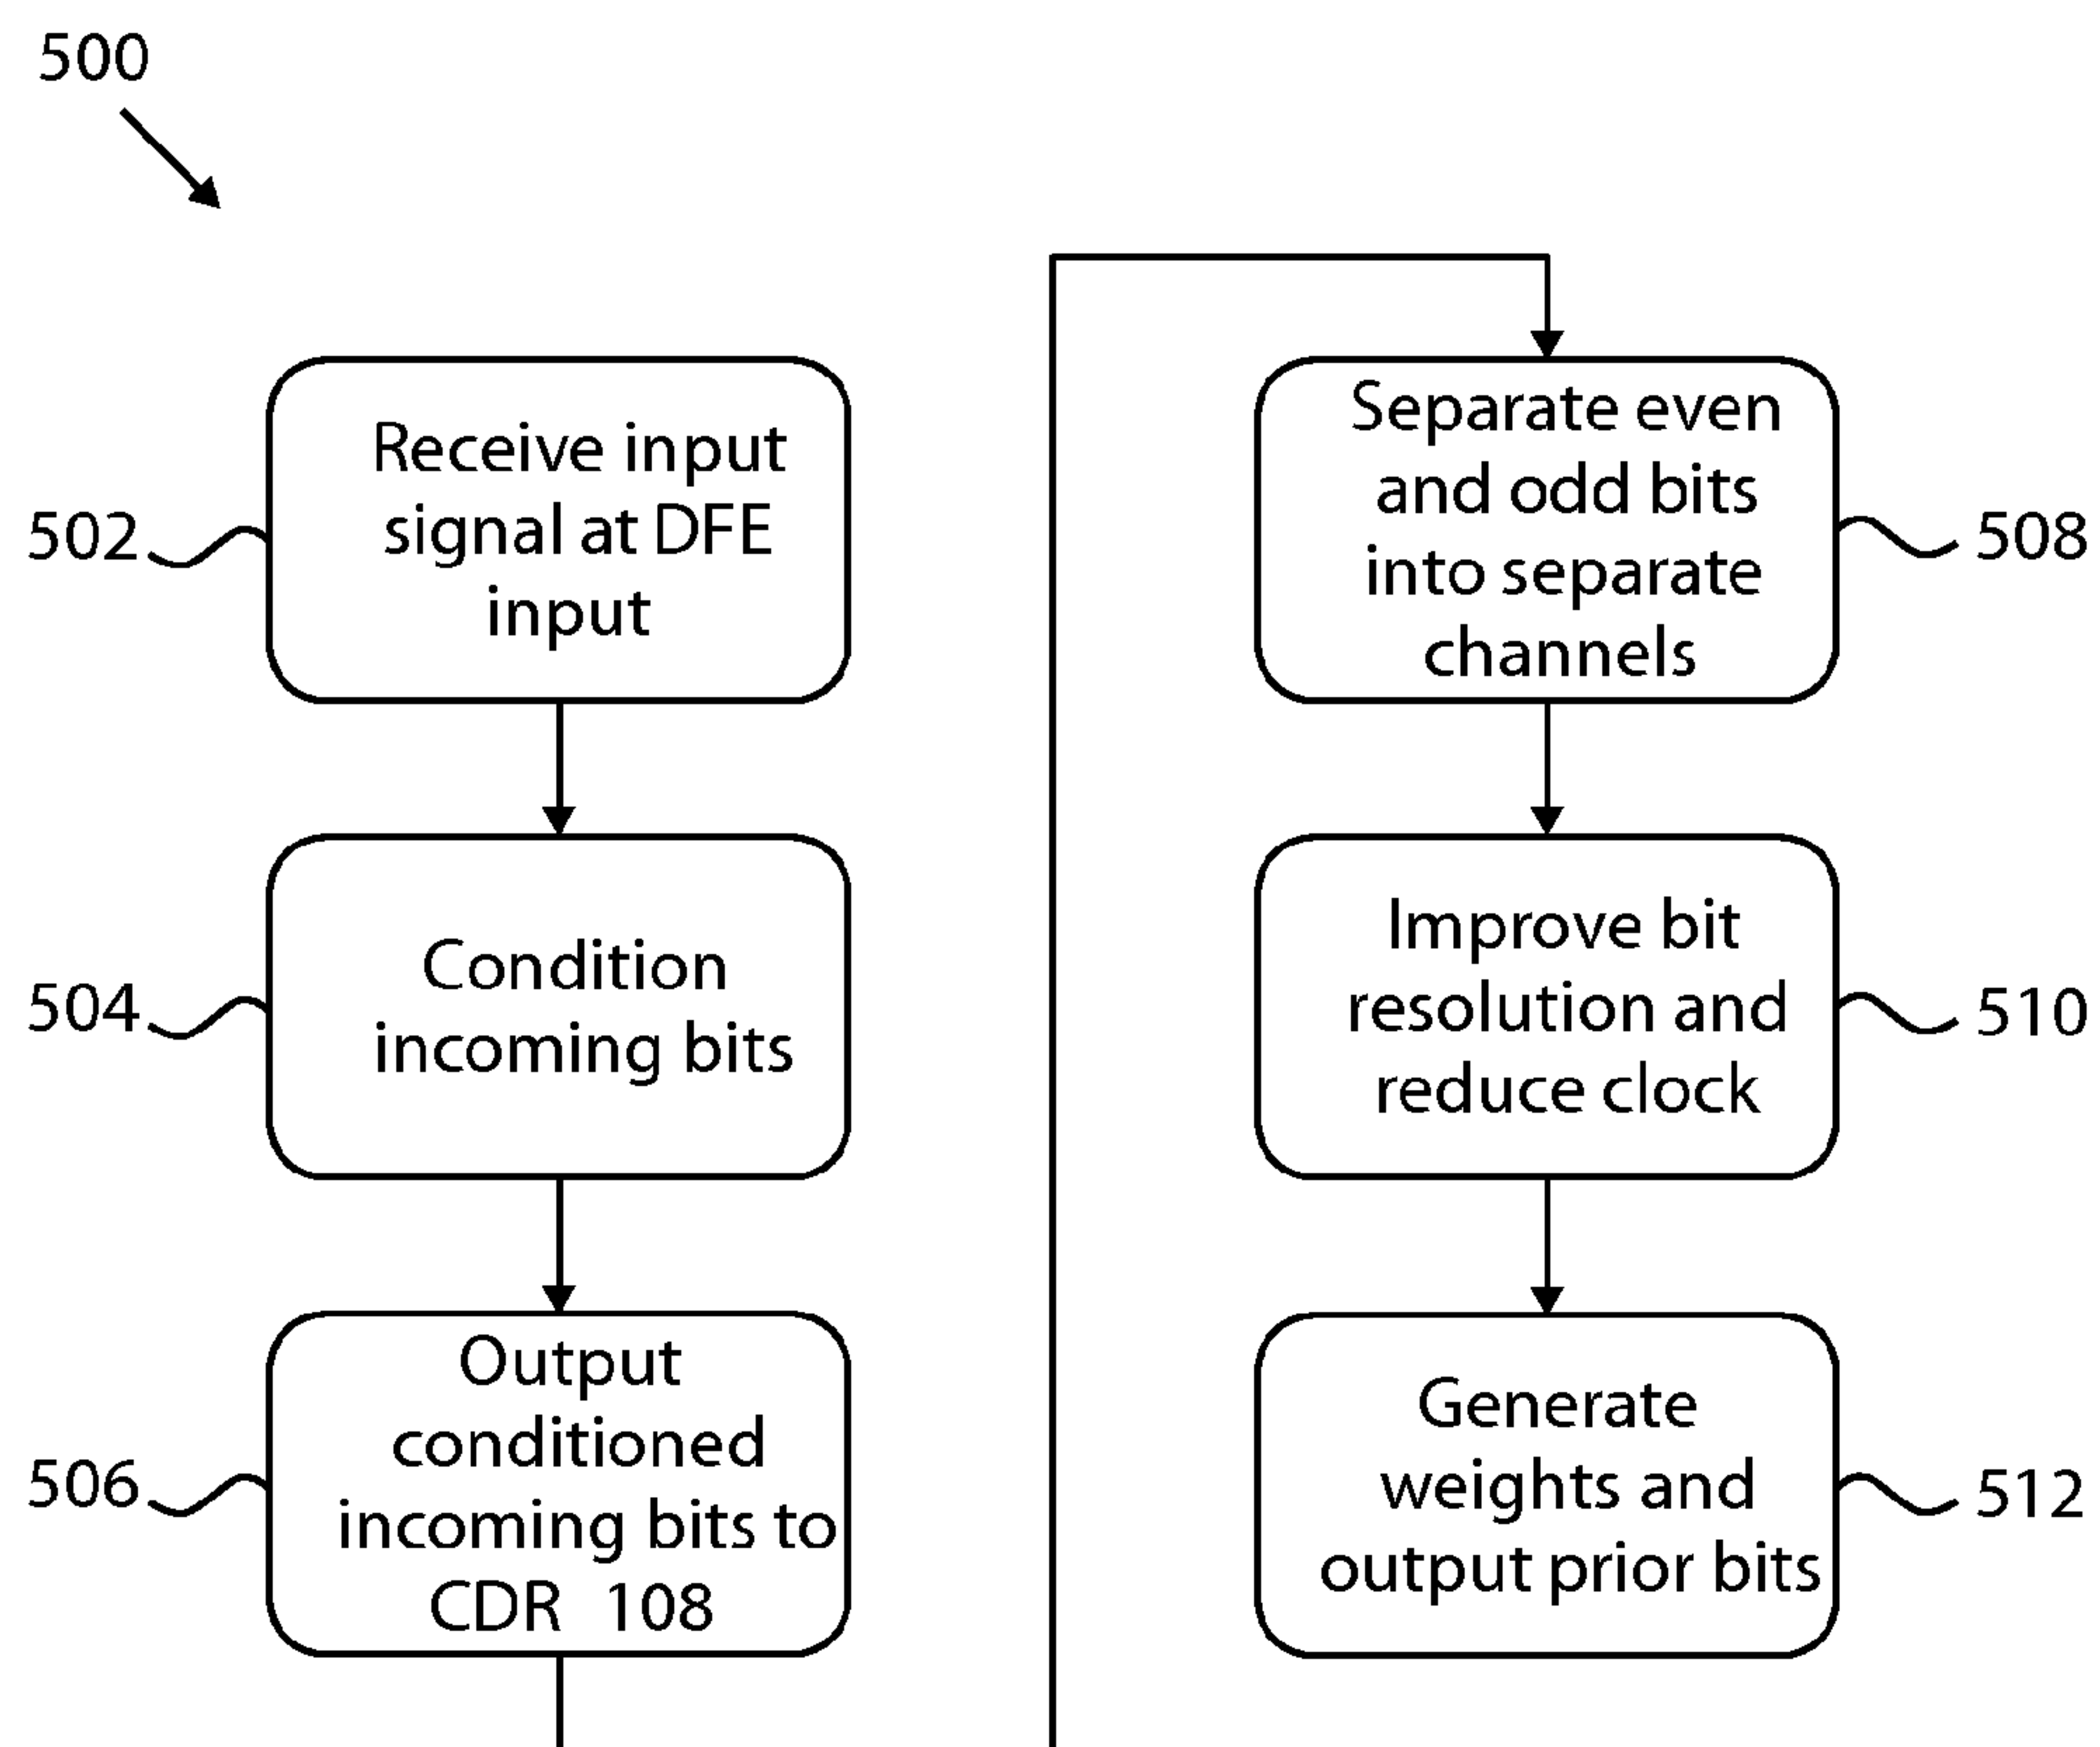 500
502
Receive input
signal at DFE
input
504
Condition
incoming bits
506
Output
conditioned
incoming bits to
CDR 108
Separate even
and odd bits
into separate
channels
508
Improve bit
resolution and
reduce clock
510
Generate
weights and
output prior bits
512